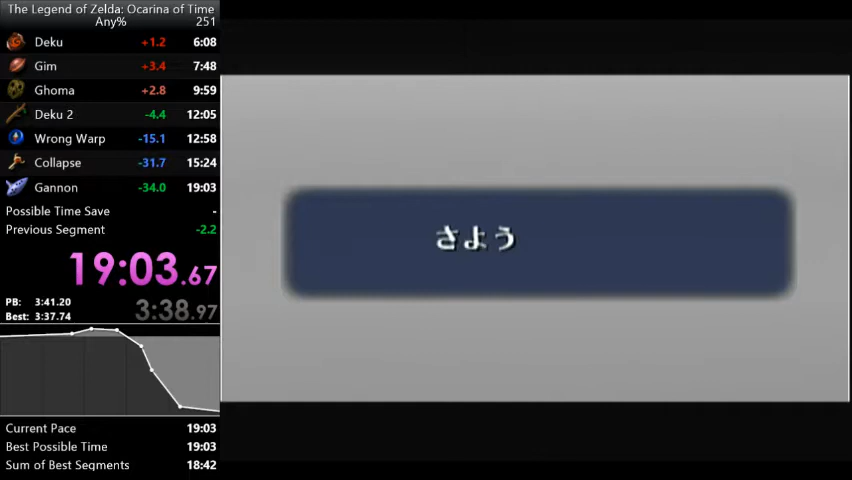 The Legend of Zelda: Ocarina of Time
Any% 251
Deku +1.2 6:08
Gim +3.4 7:48
Ghoma +2.8 9:59
Deku 2 -4.4 12:05
Wrong Warp -15.1 12:58
Collapse -31.7 15:24
Gannon -34.0 19:03
Possible Time Save -
Previous Segment -2.2
19:03.67
PB: 3:41.20
Best: 3:37.74
3:38.97
Current Pace 19:03
Best Possible Time 19:03
Sum of Best Segments 18:42
さよう